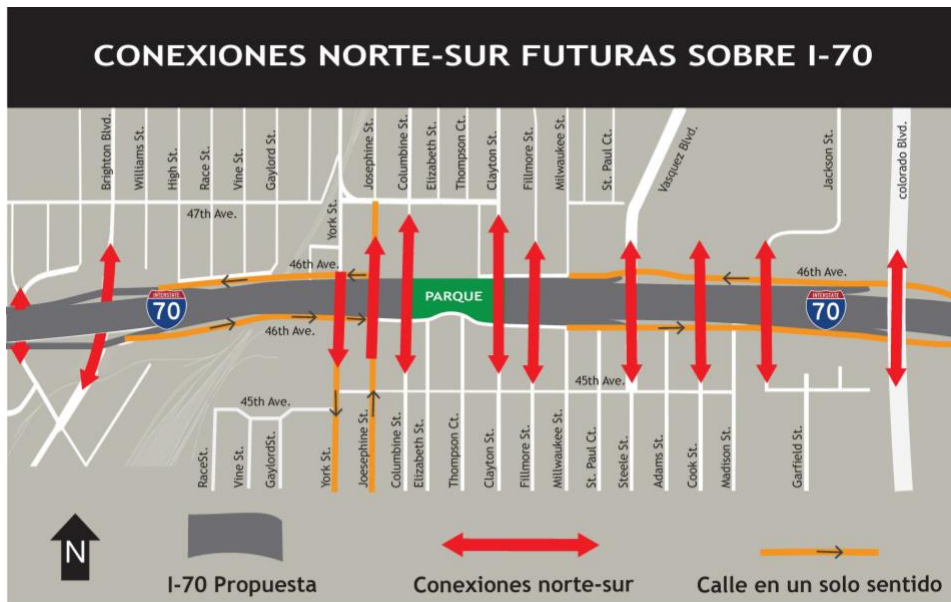 CONEXIONES NORTE-SUR FUTURAS SOBRE I-70
Brighton Blvd.
Williams St.
High St.
Race St.
Vine St.
Gaylord St.
York St.
Josephine St.
Columbine St.
Elizabeth St.
Thompson Ct.
Clayton St.
Fillmore St.
Milwaukee St.
St. Paul Ct.
Vasquez Blvd.
Jackson St.
colorado Blvd.
47th Ave.
46th Ave.
46th Ave.
INTERSTATE
70
PARQUE
INTERSTATE
70
46th Ave.
45th Ave.
45th Ave.
RaceSt.
Vine St.
GaylordSt.
York St.
Joesephine St.
Columbine St.
Elizabeth St.
Thompson Ct.
Clayton St.
Fillmore St.
Millwaukee St.
St. Paul Ct.
Steele St.
Adams St.
Cook St.
Madison St.
Garfield St.
N
I-70 Propuesta
Conexiones norte-sur
Calle en un solo sentido